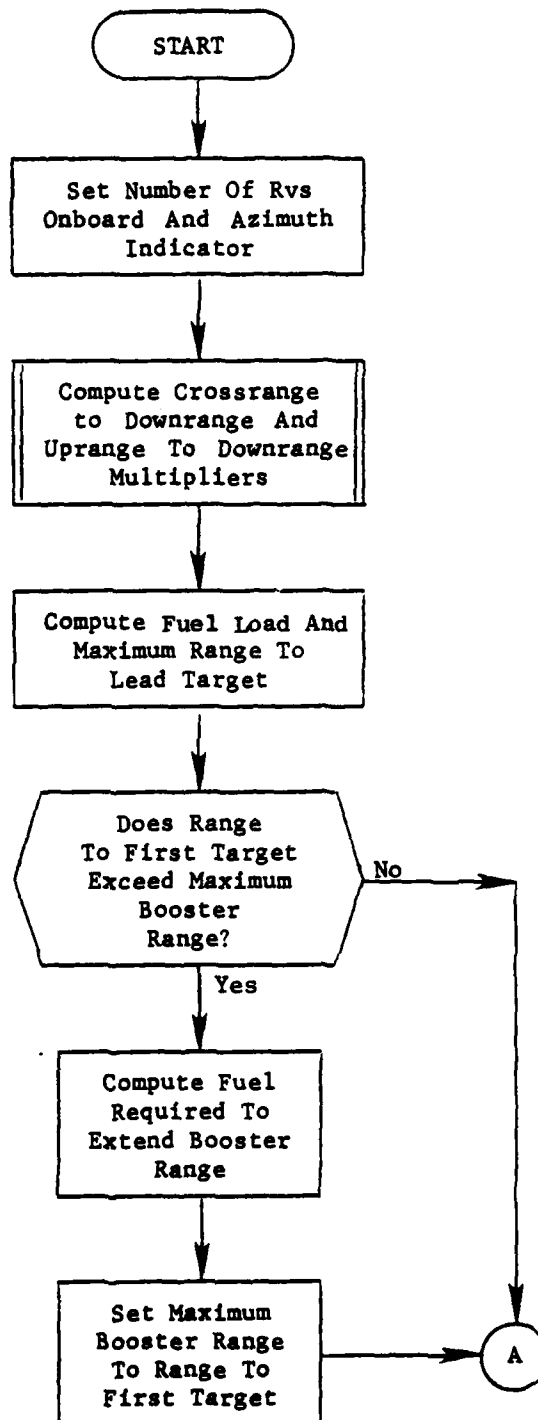 START
Set Number Of Rvs
Onboard And Azimuth
Indicator
Compute Crossrange
to Downrange And
Uprange To Downrange
Multipliers
Compute Fuel Load And
Maximum Range To
Lead Target
Does Range
To First Target
Exceed Maximum
Booster
Range?
No
Yes
Compute Fuel
Required To
Extend Booster
Range
Set Maximum
Booster Range
To Range To
First Target
A